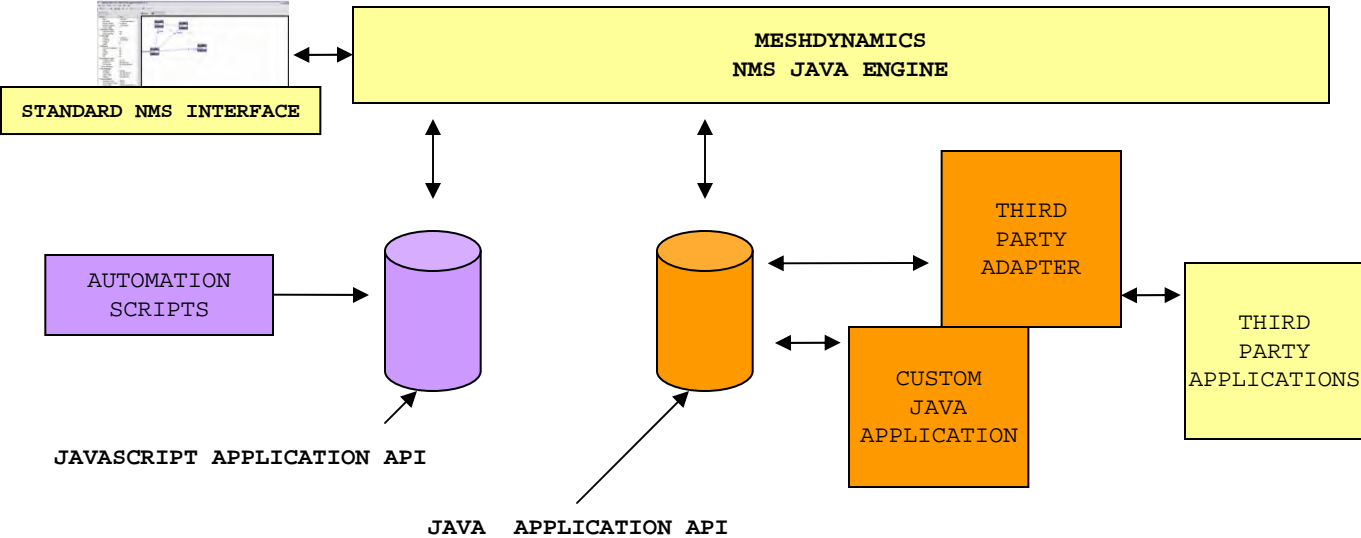 MESHDYNAMICS
NMS JAVA ENGINE
STANDARD NMS INTERFACE
THIRD
PARTY
ADAPTER
AUTOMATION
SCRIPTS
THIRD
PARTY
APPLICATIONS
CUSTOM
JAVA
APPLICATION
JAVASCRIPT APPLICATION API
JAVA APPLICATION API